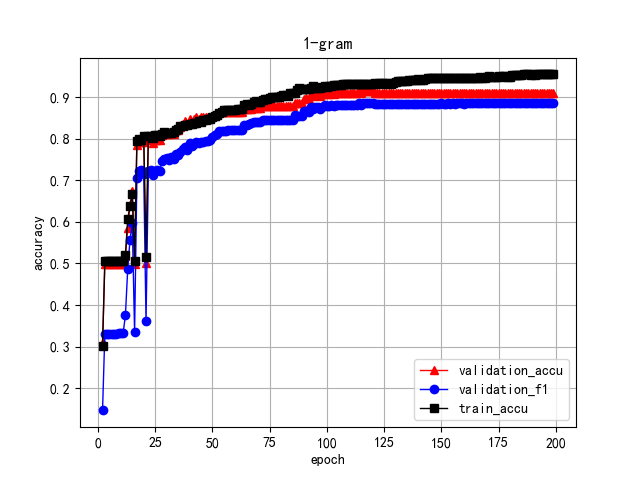 1-gram
accuracy
0.9
0.8
0.7
0.6
0.5
0.4
0.3
0.2
validation_accu
validation_f1
train_accu
0 25 50 75 100 125 150 175 200
epoch